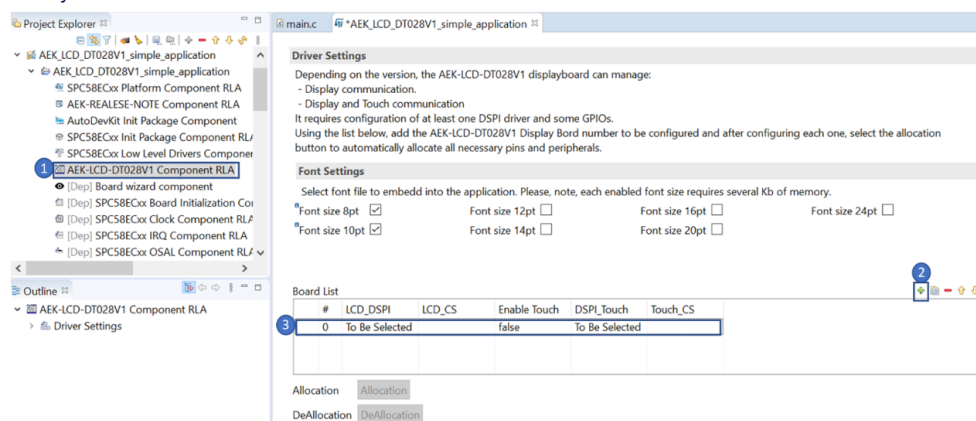 Project Explorer
AEK_LCD_DT028V1_simple_application
AEK_LCD_DT028V1_simple_application
SPC58ECxx Platform Component RLA
AEK-REALESE-NOTE Component RLA
AutoDevKit Init Package Component
SPC58ECxx Init Package Component RL
SPC58ECxx Low Level Drivers Componen
1
AEK-LCD-DT028V1 Component RLA
[Dep] Board wizard component
[Dep] SPC58ECxx Board Initialization Co
[Dep] SPC58ECxx Clock Component RLA
[Dep] SPC58ECxx IRQ Component RLA
[Dep] SPC58ECxx OSAL Component RLA
Outline
AEK-LCD-DT028V1 Component RLA
Driver Settings
main.c
*AEK_LCD_DT028V1_simple_application
Driver Settings
Depending on the version, the AEK-LCD-DT028V1 displayboard can manage:
- Display communication.
- Display and Touch communication
It requires configuration of at least one DSPI driver and some GPIOs.
Using the list below, add the AEK-LCD-DT028V1 Display Bord number to be configured and after configuring each one, select the allocation
button to automatically allocate all necessary pins and peripherals.
Font Settings
Select font file to embedd into the application. Please, note, each enabled font size requires several Kb of memory.
Font size 8pt Font size 12pt Font size 16pt Font size 24pt
Font size 10pt Font size 14pt Font size 20pt
2
Board List
# LCD_DSPI LCD_CS Enable Touch DSPI_Touch Touch_CS
3
0 To Be Selected false To Be Selected
Allocation Allocation
DeAllocation DeAllocation